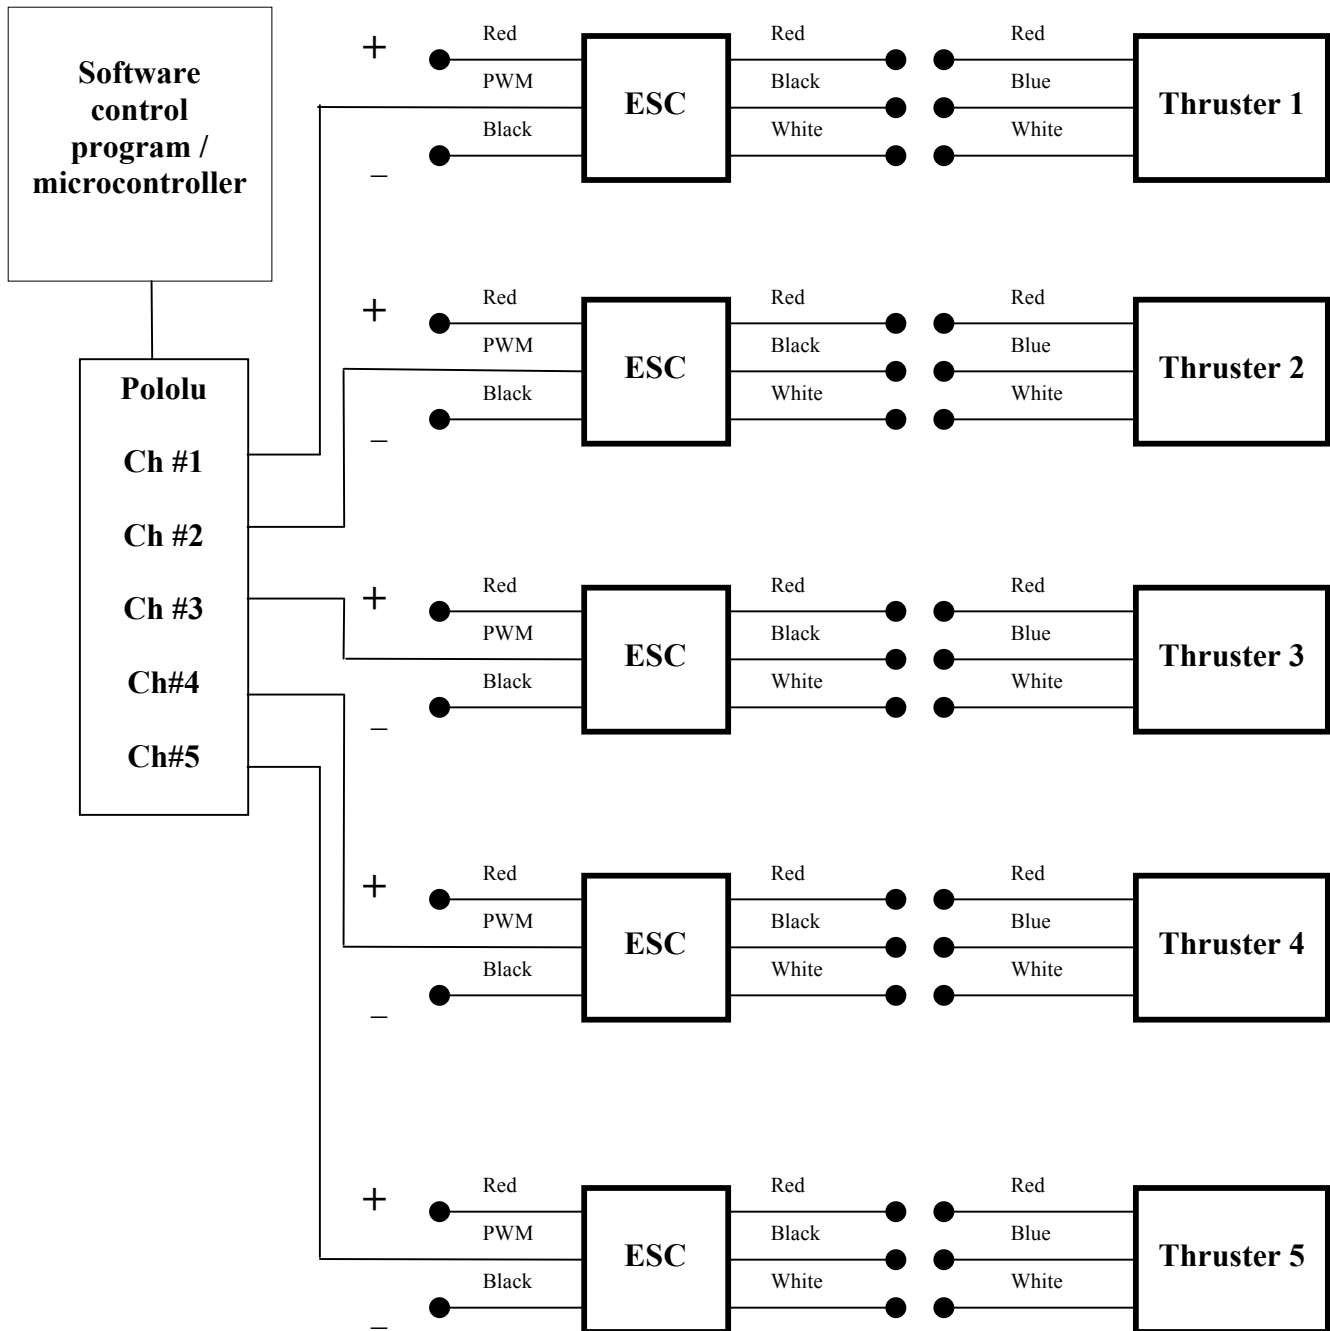 Software
control
program /
microcontroller
Pololu
Ch #1
Ch #2
Ch #3
Ch#4
Ch#5
+
Red
PWM
Black
–
ESC
Red
Black
White
Red
Blue
White
Thruster 1
+
Red
PWM
Black
–
ESC
Red
Black
White
Red
Blue
White
Thruster 2
+
Red
PWM
Black
–
ESC
Red
Black
White
Red
Blue
White
Thruster 3
+
Red
PWM
Black
–
ESC
Red
Black
White
Red
Blue
White
Thruster 4
+
Red
PWM
Black
–
ESC
Red
Black
White
Red
Blue
White
Thruster 5